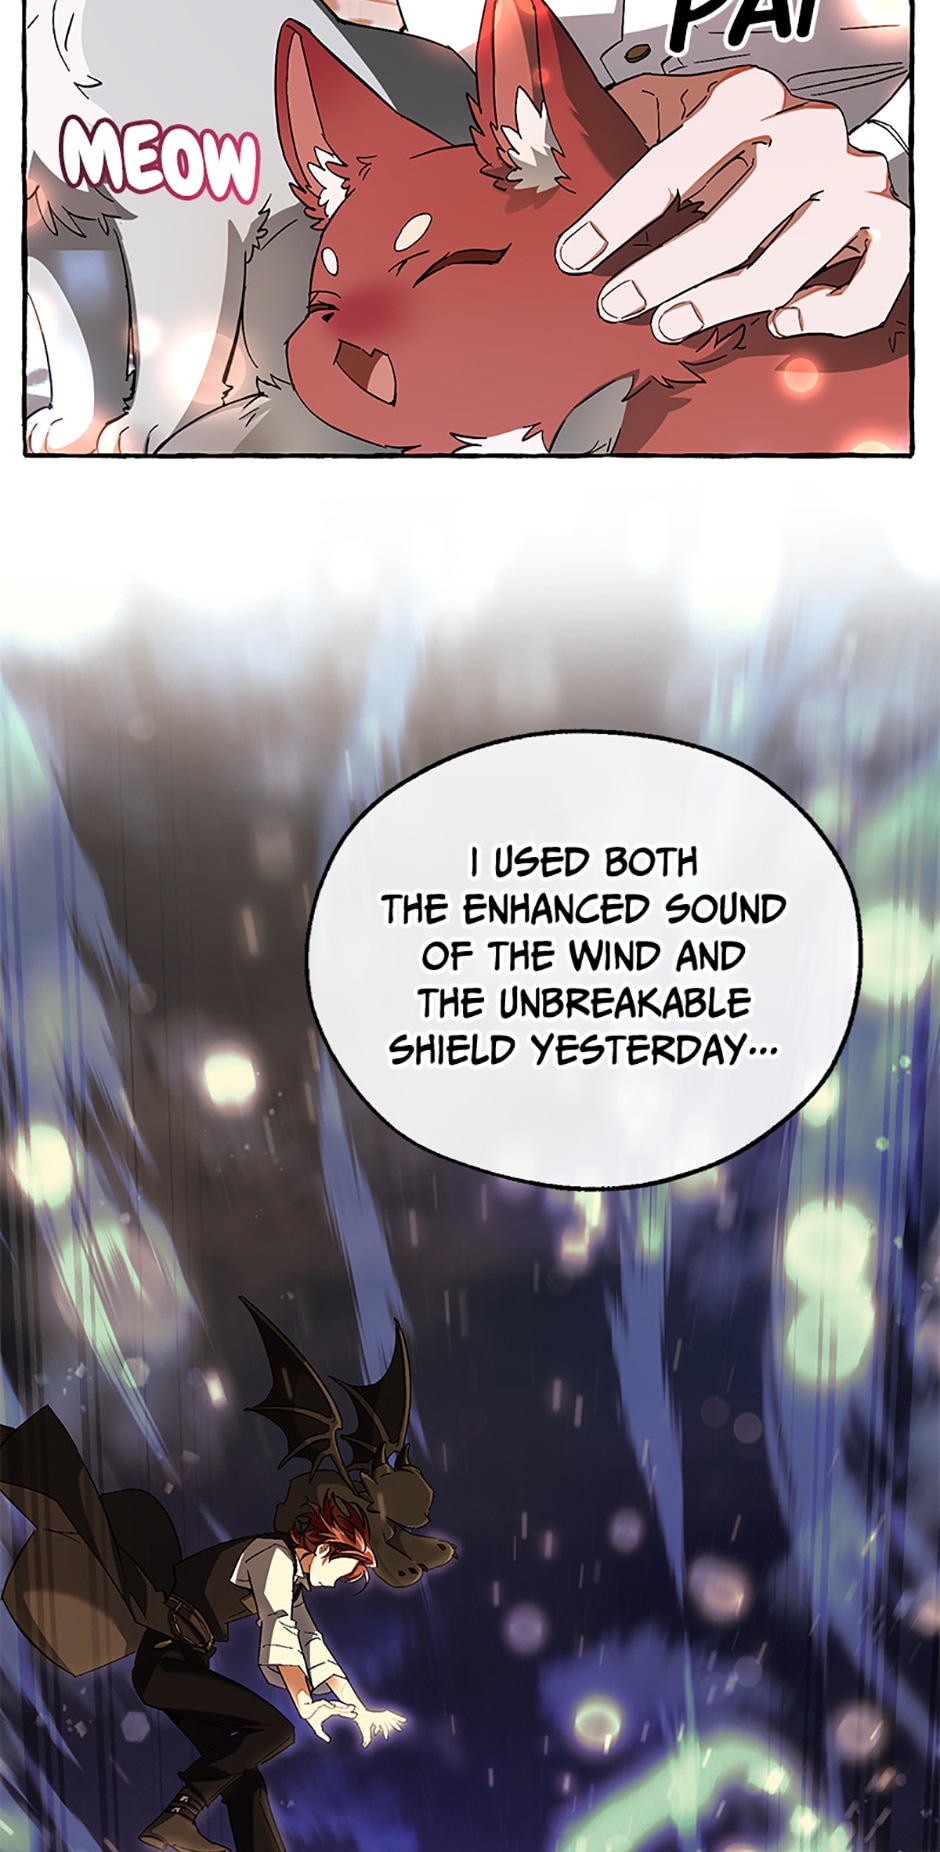 PAT
MEOW
I USED BOTH
THE ENHANCED SOUND
OF THE WIND AND
THE UNBREAKABLE
SHIELD YESTERDAY...